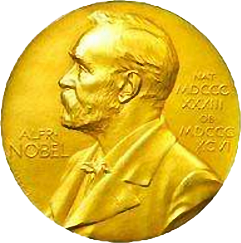 ALFR·
NOBEL
NAT·
MDCCC
XXXIII
OB·
MDCCC
XCVI